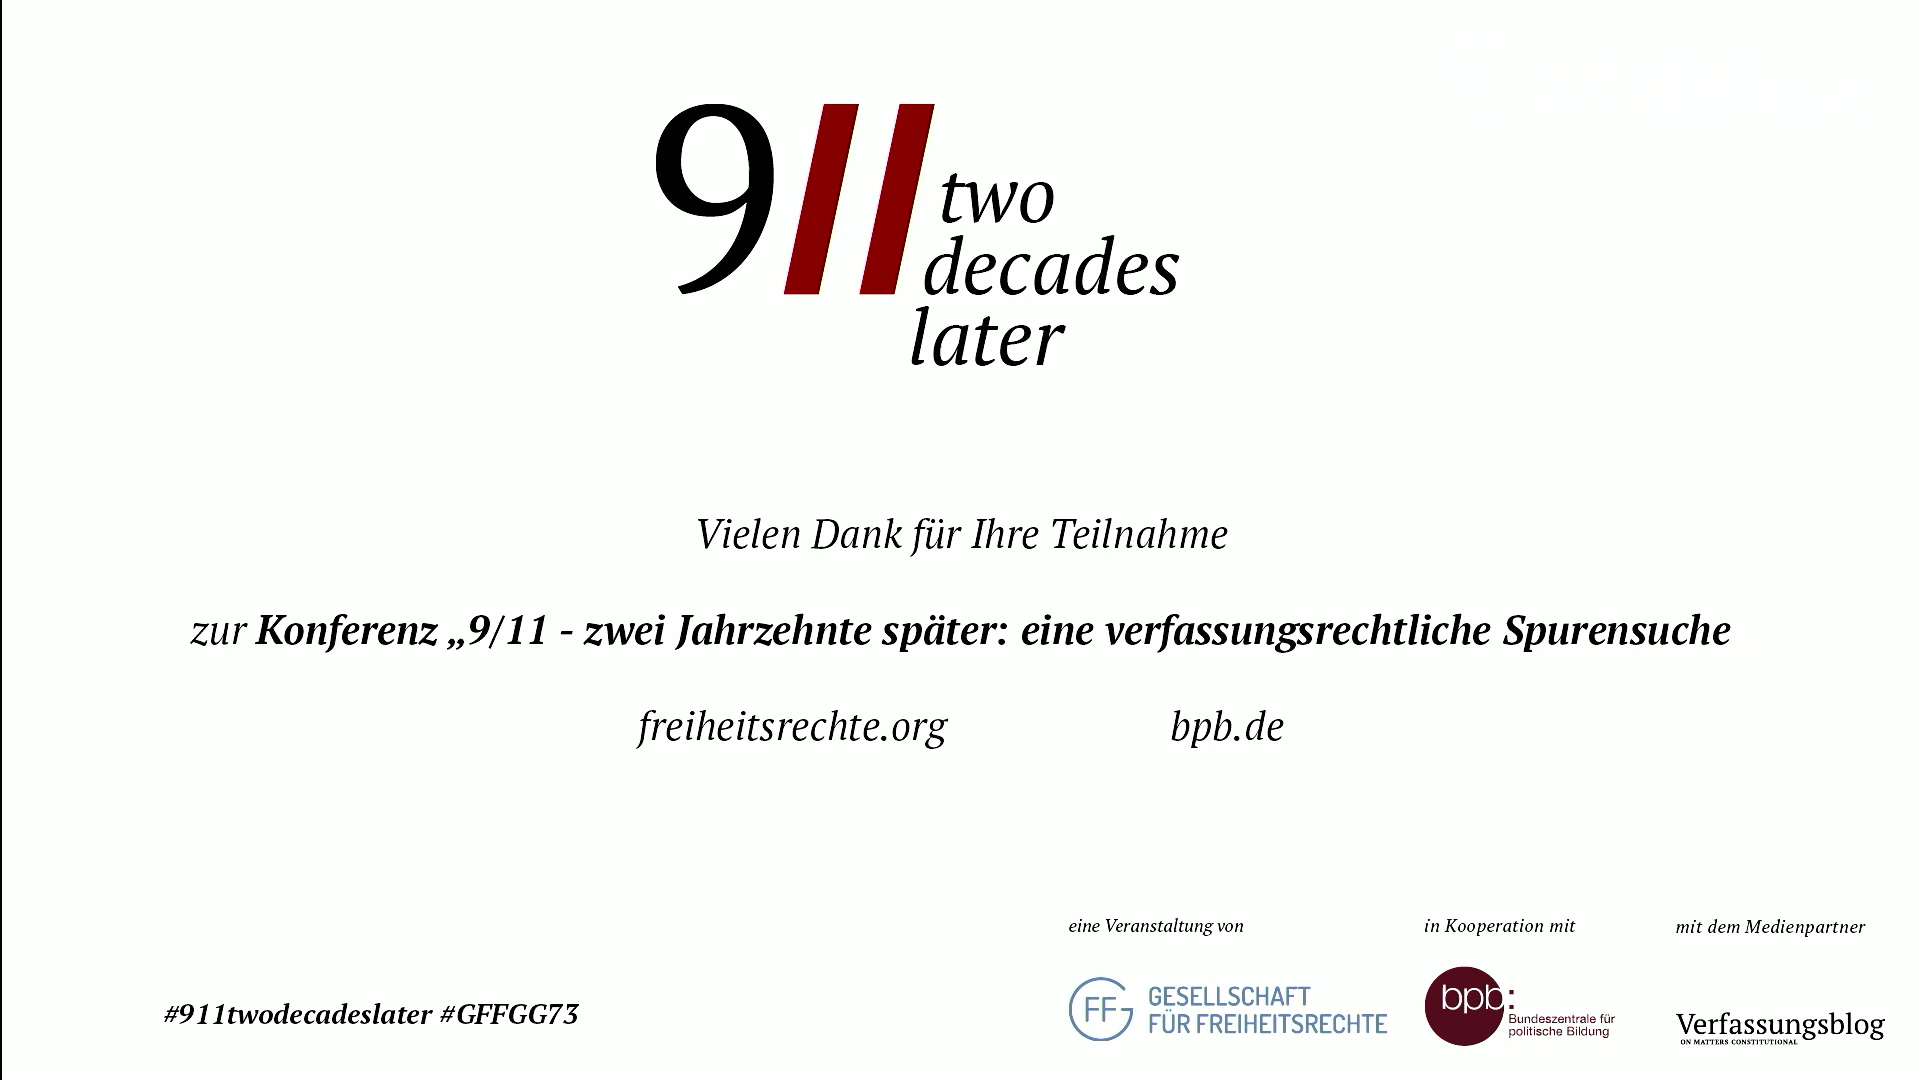 911 two
decades
later
Vielen Dank für Ihre Teilnahme
zur Konferenz „9/11 - zwei Jahrzehnte später: eine verfassungsrechtliche Spurensuche
freiheitsrechte.org bpb.de
eine Veranstaltung von
in Kooperation mit
mit dem Medienpartner
#911twodecadeslater #GFFGG73
GFF GESELLSCHAFT
FÜR FREIHEITSRECHTE
bpb:
Bundeszentrale für
politische Bildung
Verfassungsblog
ON MATTERS CONSTITUTIONAL